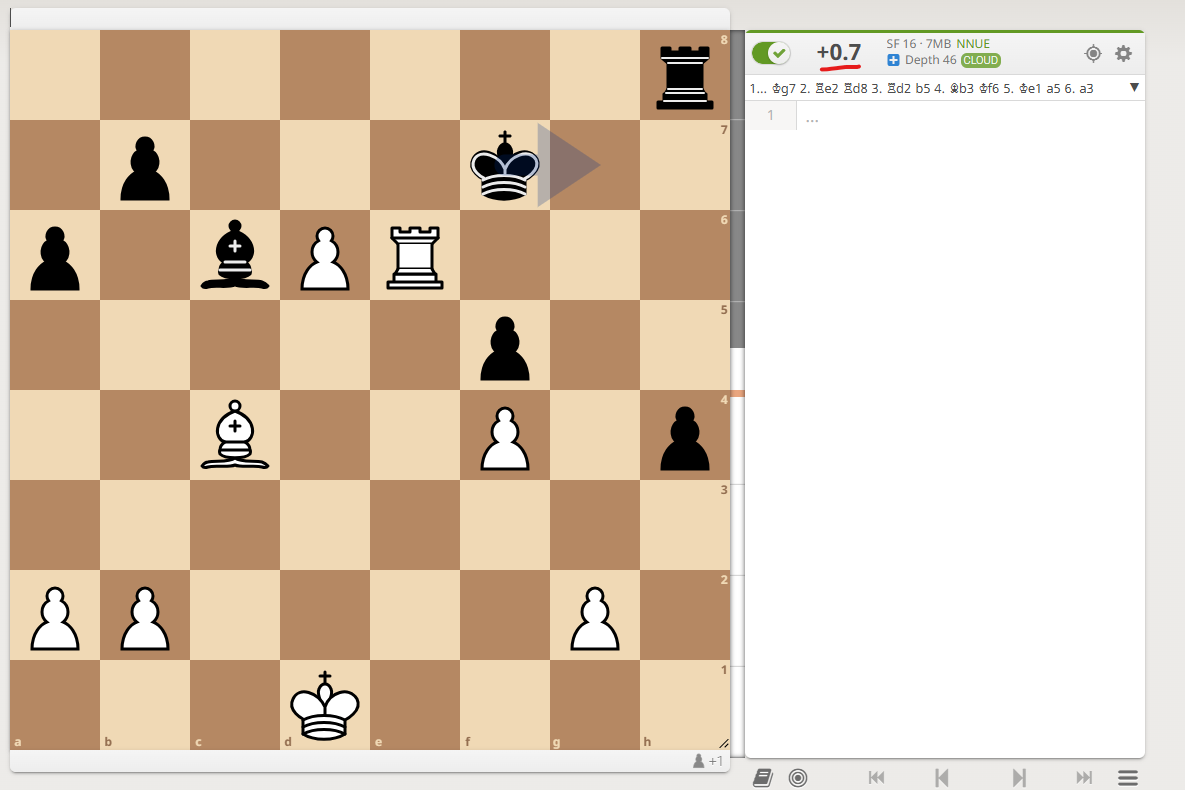 8
7
6
5
4
3
2
1
a b c d e f g h
+1
+0.7
SF 16 · 7MB NNUE
Depth 46 CLOUD
1... ♔g7 2. ♖e2 ♖d8 3. ♖d2 b5 4. ♗b3 ♔f6 5. ♔e1 a5 6. a3
1 ...